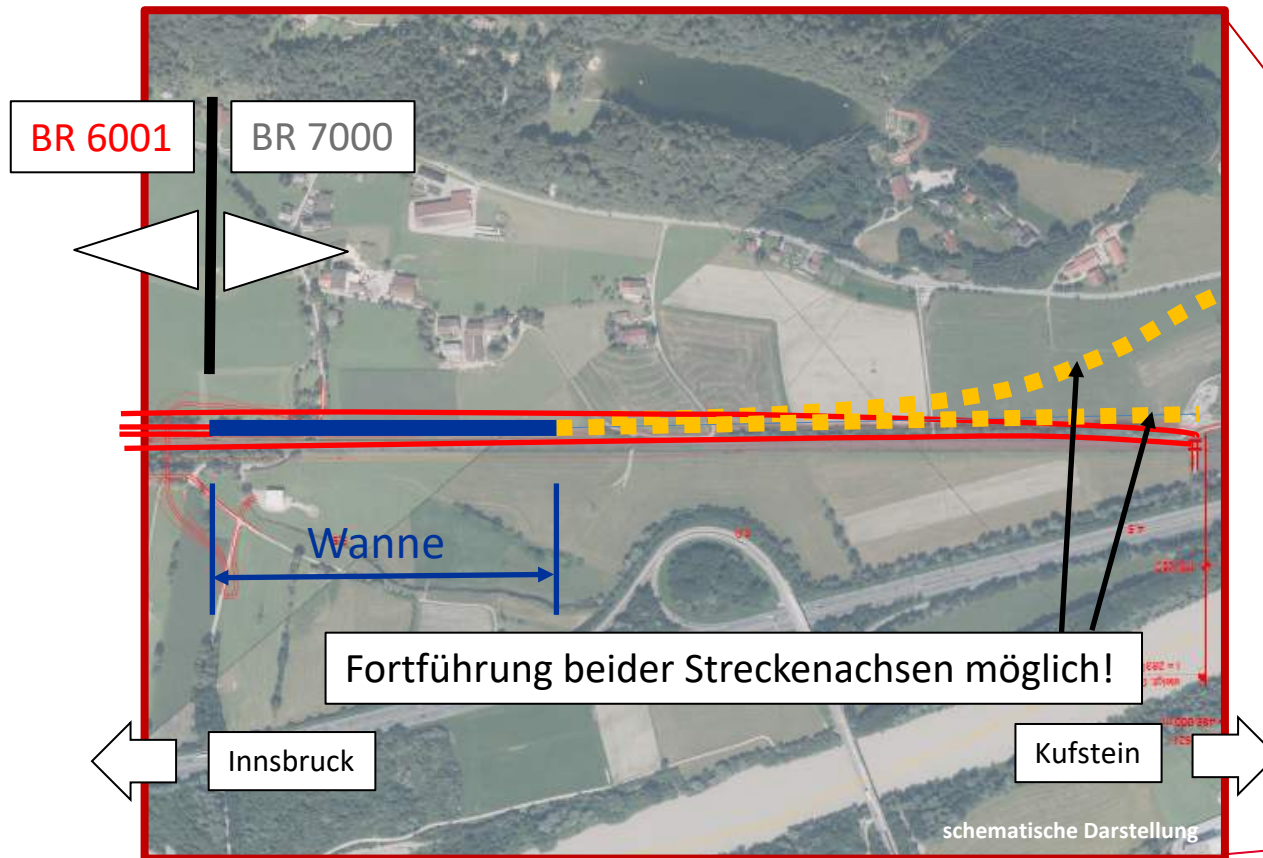 BR 6001
BR 7000
Wanne
Fortführung beider Streckenachsen möglich!
Innsbruck
Kufstein
schematische Darstellung